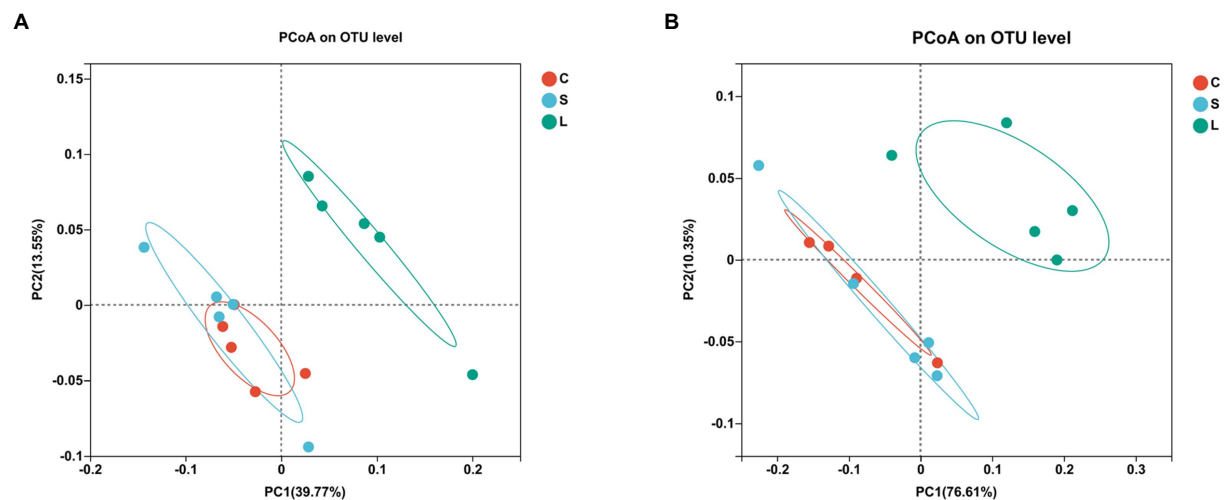 A
PCoA on OTU level
0.15
0.1
0.05
0
-0.05
-0.1
PC2(13.55%)
-0.2
-0.1
0
0.1
0.2
PC1(39.77%)
C
S
L
B
PCoA on OTU level
0.1
0.05
0
-0.05
-0.1
PC2(10.35%)
-0.2
-0.1
0
0.1
0.2
0.3
PC1(76.61%)
C
S
L